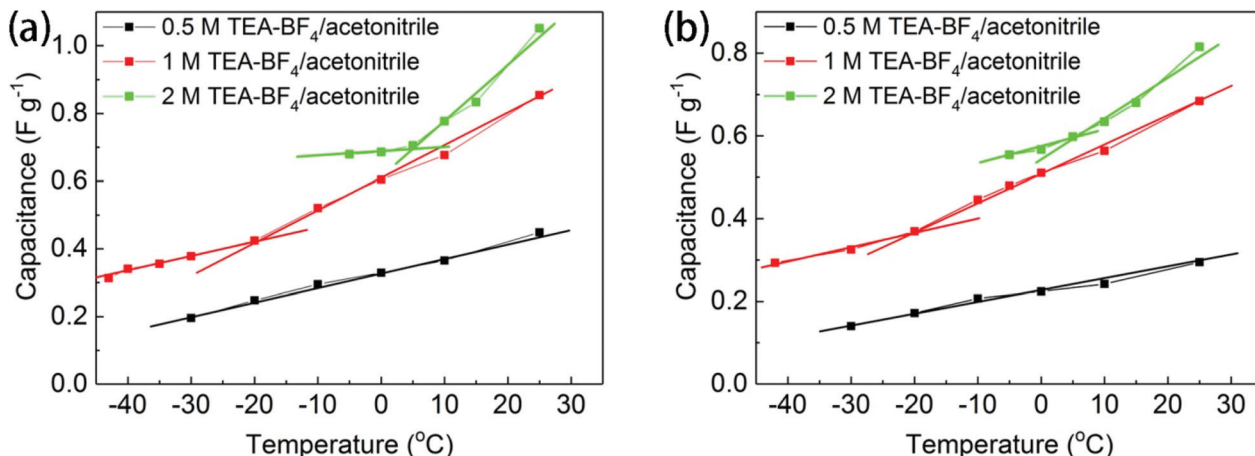 (a)
0.5 M TEA-BF₄/acetonitrile
1 M TEA-BF₄/acetonitrile
2 M TEA-BF₄/acetonitrile
Capacitance (F g⁻¹)
1.0
0.8
0.6
0.4
0.2
0.0
-40 -30 -20 -10 0 10 20 30
Temperature (°C)
(b)
0.5 M TEA-BF₄/acetonitrile
1 M TEA-BF₄/acetonitrile
2 M TEA-BF₄/acetonitrile
Capacitance (F g⁻¹)
0.8
0.6
0.4
0.2
0.0
-40 -30 -20 -10 0 10 20 30
Temperature (°C)